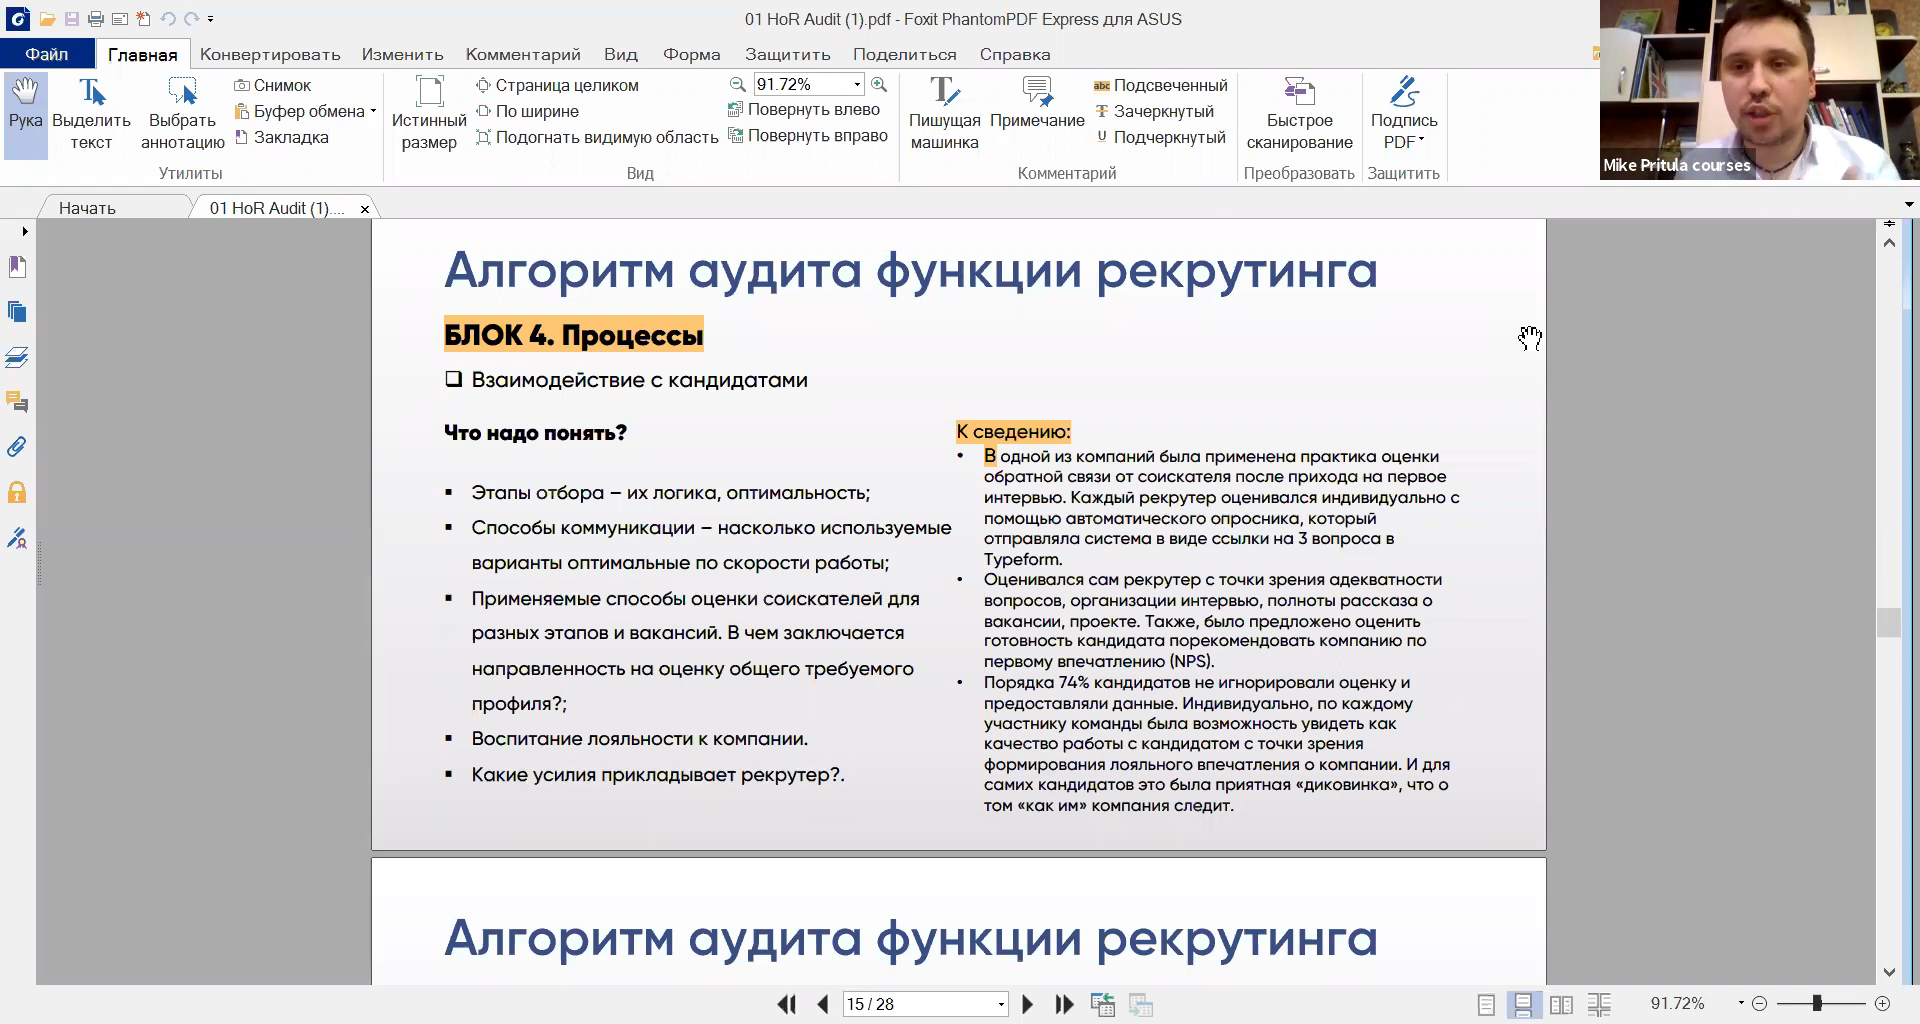 01 HoR Audit (1).pdf - Foxit PhantomPDF Express для ASUS
Файл Главная Конвертировать Изменить Комментарий Вид Форма Защитить Поделиться Справка
Рука
Выделить текст
Выбрать аннотацию
Снимок
Буфер обмена
Закладка
Утилиты
Истинный размер
Страница целиком
По ширине
Подогнать видимую область
91.72%
Повернуть влево
Повернуть вправо
Вид
Пишущая машинка
Примечание
abc Подсвеченный
Зачеркнутый
Подчеркнутый
Комментарий
Быстрое сканирование
Преобразовать
Подпись PDF
Защитить
Mike Pritula courses
Начать
01 HoR Audit (1)....
Алгоритм аудита функции рекрутинга
БЛОК 4. Процессы
Взаимодействие с кандидатами
Что надо понять?
Этапы отбора – их логика, оптимальность;
Способы коммуникации – насколько используемые
варианты оптимальные по скорости работы;
Применяемые способы оценки соискателей для
разных этапов и вакансий. В чем заключается
направленность на оценку общего требуемого
профиля?;
Воспитание лояльности к компании.
Какие усилия прикладывает рекрутер?.
К сведению:
• В одной из компаний была применена практика оценки
обратной связи от соискателя после прихода на первое
интервью. Каждый рекрутер оценивался индивидуально с
помощью автоматического опросника, который
отправляла система в виде ссылки на 3 вопроса в
Typeform.
• Оценивался сам рекрутер с точки зрения адекватности
вопросов, организации интервью, полноты рассказа о
вакансии, проекте. Также, было предложено оценить
готовность кандидата порекомендовать компанию по
первому впечатлению (NPS).
• Порядка 74% кандидатов не игнорировали оценку и
предоставляли данные. Индивидуально, по каждому
участнику команды была возможность увидеть как
качество работы с кандидатом с точки зрения
формирования лояльного впечатления о компании. И для
самих кандидатов это была приятная «диковинка», что о
том «как им» компания следит.
Алгоритм аудита функции рекрутинга
15 / 28
91.72%